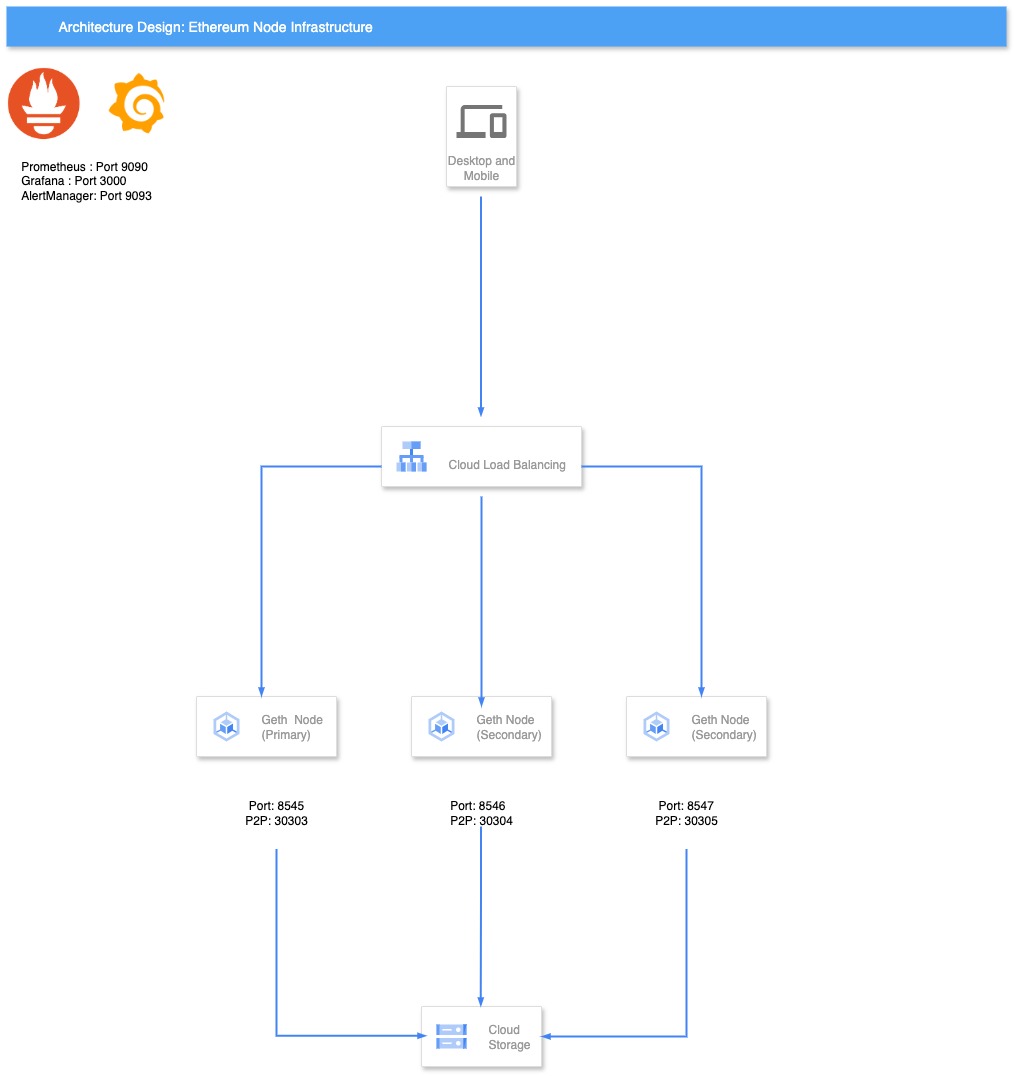 Architecture Design: Ethereum Node Infrastructure
Prometheus : Port 9090
Grafana : Port 3000
AlertManager: Port 9093
Desktop and
Mobile
Cloud Load Balancing
Geth  Node
(Primary)
Geth Node
(Secondary)
Geth Node
(Secondary)
Port: 8545
P2P: 30303
Port: 8546
P2P: 30304
Port: 8547
P2P: 30305
Cloud
Storage